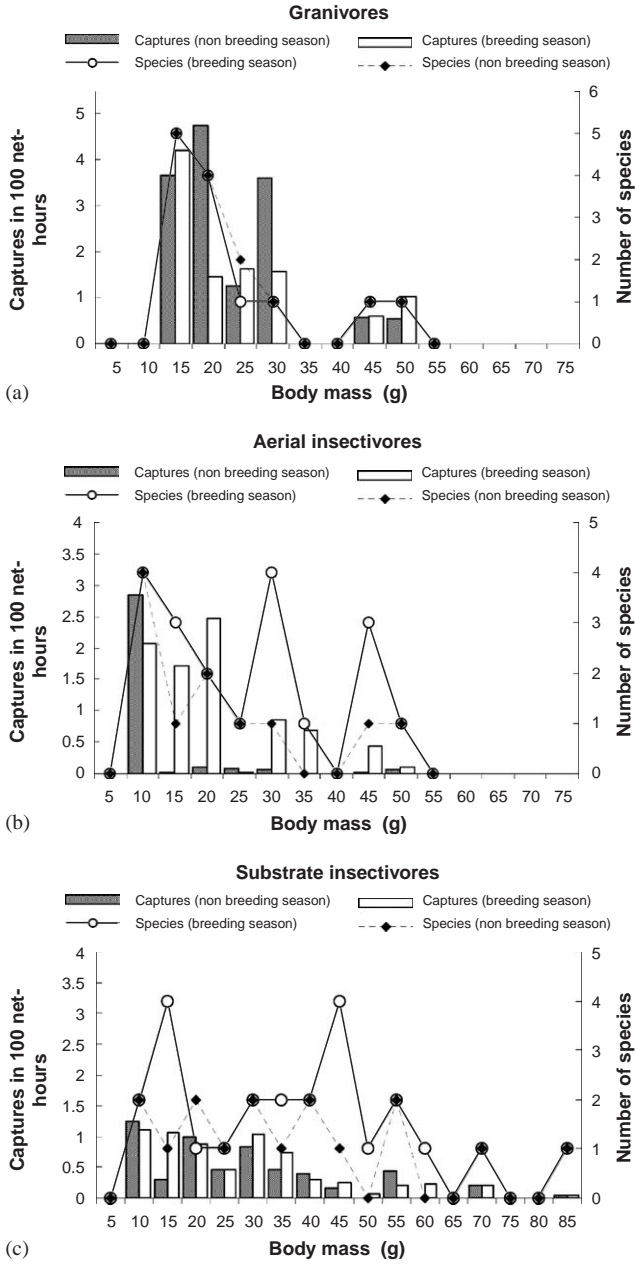 Granivores
Captures (non breeding season) Captures (breeding season)
Species (breeding season) Species (non breeding season)
Captures in 100 net-
hours
5
4
3
2
1
0
6
5
4
3
2
1
0
Number of species
5 10 15 20 25 30 35 40 45 50 55 60 65 70 75
(a)
Body mass (g)
Aerial insectivores
Captures (non breeding season) Captures (breeding season)
Species (breeding season) Species (non breeding season)
Captures in 100 net-
hours
4
3.5
3
2.5
2
1.5
1
0.5
0
5
4
3
2
1
0
Number of species
5 10 15 20 25 30 35 40 45 50 55 60 65 70 75
(b)
Body mass (g)
Substrate insectivores
Captures (non breeding season) Captures (breeding season)
Species (breeding season) Species (non breeding season)
Captures in 100 net-
hours
4
3.5
3
2.5
2
1.5
1
0.5
0
5
4
3
2
1
0
Number of species
5 10 15 20 25 30 35 40 45 50 55 60 65 70 75 80 85
(c)
Body mass (g)